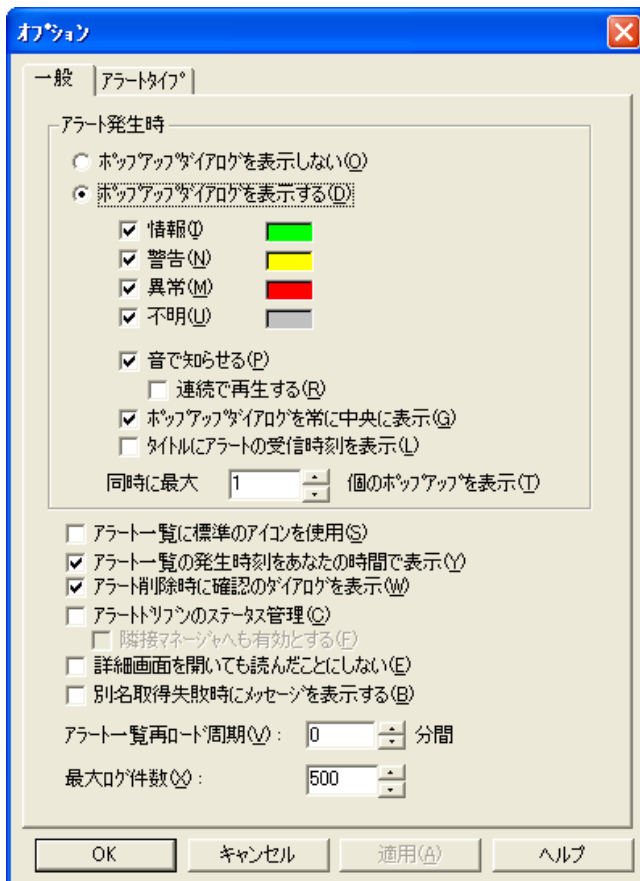 オプション
一般 アラートタイプ
アラート発生時
ポップアップダイアログを表示しない(O)
ポップアップダイアログを表示する(D)
情報(I)
警告(N)
異常(M)
不明(U)
音で知らせる(P)
連続で再生する(R)
ポップアップダイアログを常に中央に表示(G)
タイトルにアラートの受信時刻を表示(L)
同時に最大 1 個のポップアップを表示(T)
アラート一覧に標準のアイコンを使用(S)
アラート一覧の発生時刻をあなたの時間で表示(Y)
アラート削除時に確認のダイアログを表示(W)
アラートドリブンのステータス管理(C)
隣接マネージャへも有効とする(F)
詳細画面を開いても読んだことにしない(E)
別名取得失敗時にメッセージを表示する(B)
アラート一覧再ロード周期(V): 0 分間
最大ログ件数(X): 500
OK キャンセル 適用(A) ヘルプ